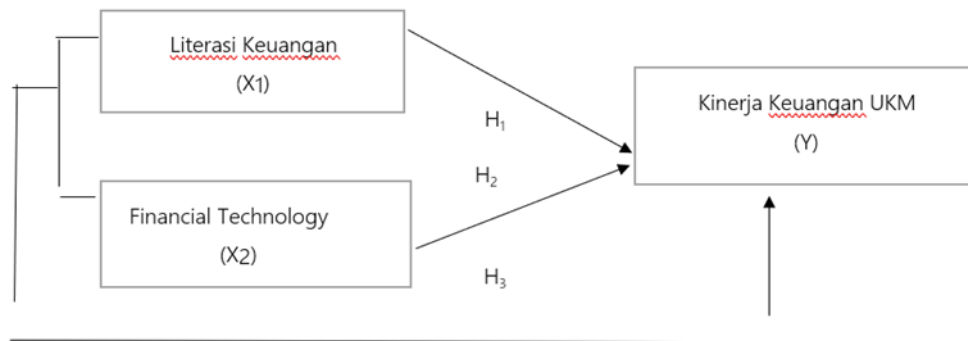 Literasi Keuangan
(X1)
Kinerja Keuangan UKM
(Y)
H₁
H₂
Financial Technology
(X2)
H₃